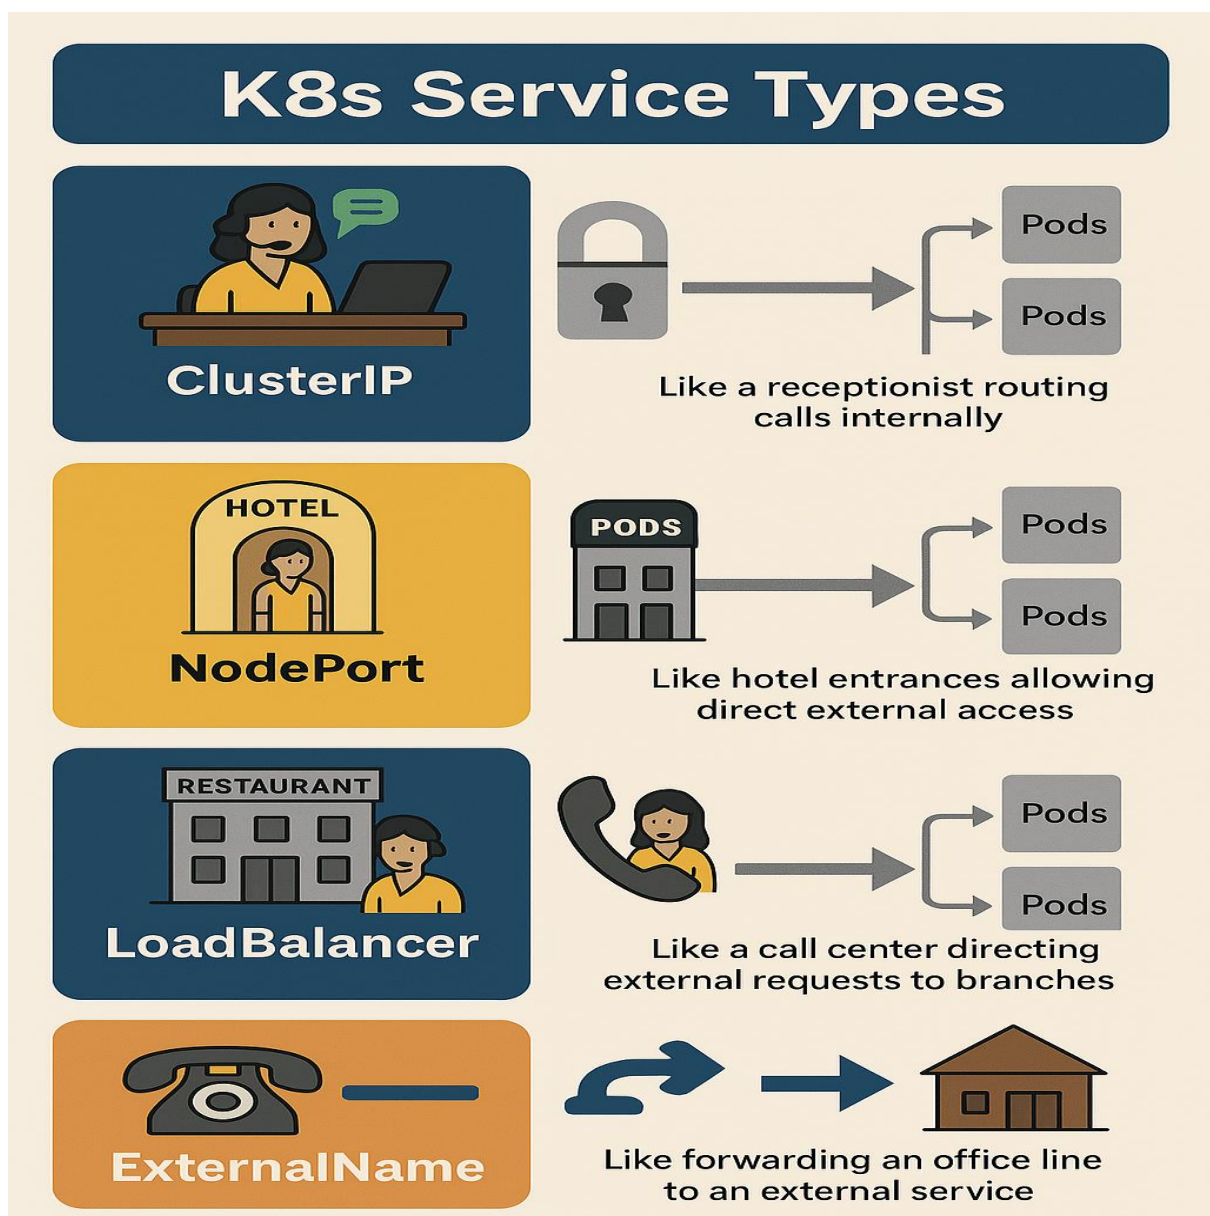 K8s Service Types
ClusterIP
Pods
Pods
Like a receptionist routing
calls internally
HOTEL
NodePort
PODS
Pods
Pods
Like hotel entrances allowing
direct external access
RESTAURANT
LoadBalancer
Pods
Pods
Like a call center directing
external requests to branches
ExternalName
Like forwarding an office line
to an external service